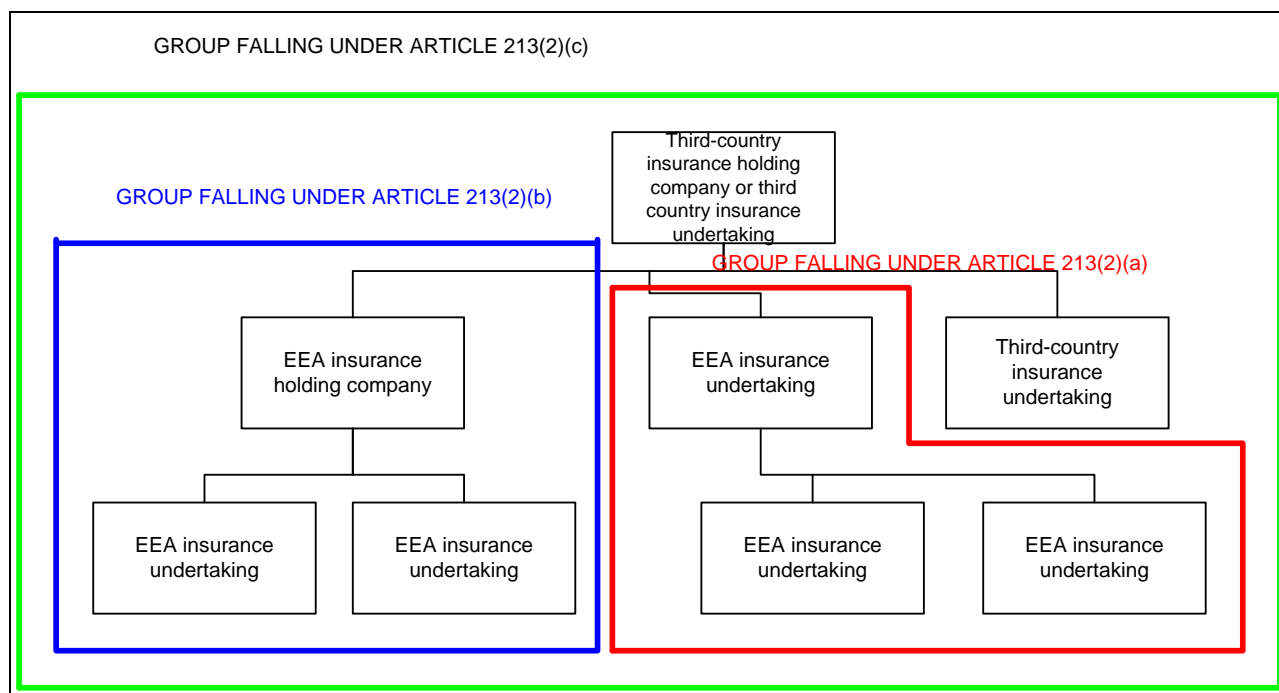 GROUP FALLING UNDER ARTICLE 213(2)(c)
Third-country
insurance holding
company or third
country insurance
undertaking
GROUP FALLING UNDER ARTICLE 213(2)(b)
GROUP FALLING UNDER ARTICLE 213(2)(a)
EEA insurance
holding company
EEA insurance
undertaking
Third-country
insurance
undertaking
EEA insurance
undertaking
EEA insurance
undertaking
EEA insurance
undertaking
EEA insurance
undertaking